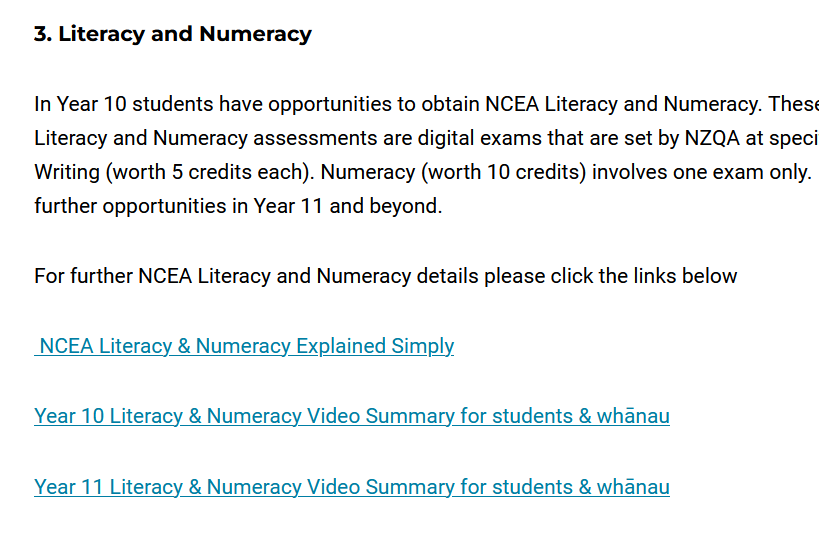 3. Literacy and Numeracy
In Year 10 students have opportunities to obtain NCEA Literacy and Numeracy. These
Literacy and Numeracy assessments are digital exams that are set by NZQA at speci
Writing (worth 5 credits each). Numeracy (worth 10 credits) involves one exam only.
further opportunities in Year 11 and beyond.
For further NCEA Literacy and Numeracy details please click the links below
NCEA Literacy & Numeracy Explained Simply
Year 10 Literacy & Numeracy Video Summary for students & whānau
Year 11 Literacy & Numeracy Video Summary for students & whānau